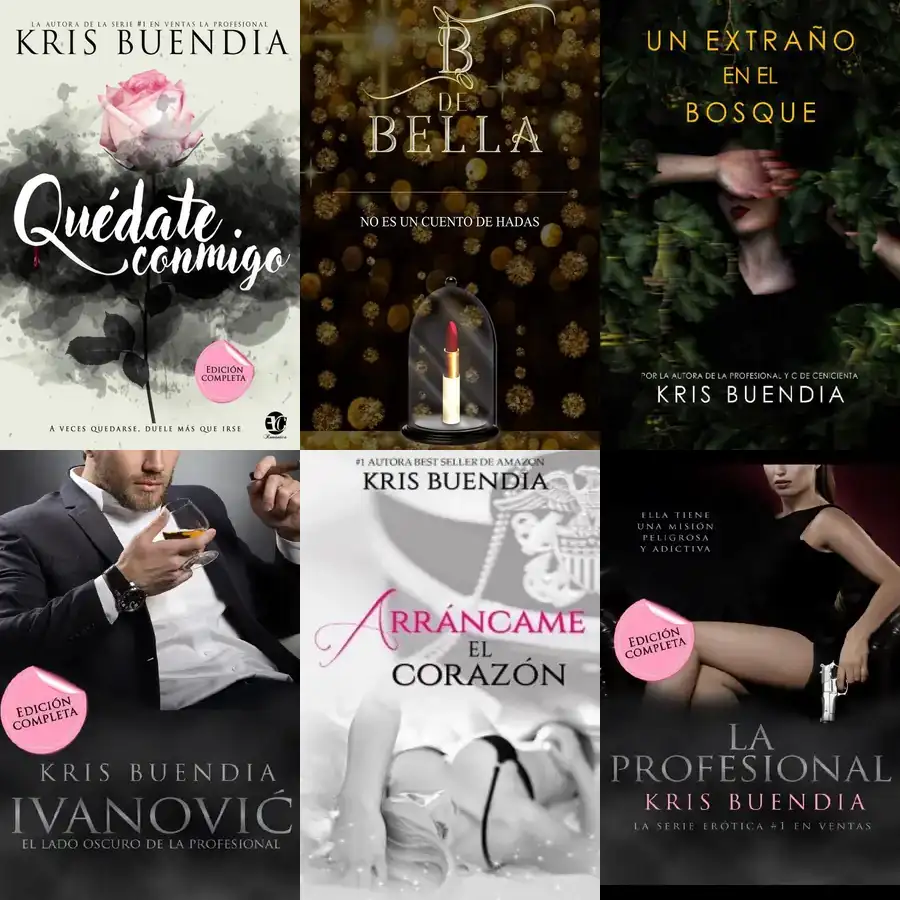 LA AUTORA DE LA SERIE #1 EN VENTAS LA PROFESIONAL
KRIS BUENDIA
Quédate
conmigo
EDICIÓN
COMPLETA
A VECES QUEDARSE, DUELE MÁS QUE IRSE
B
DE
BELLA
NO ES UN CUENTO DE HADAS
UN EXTRAÑO
EN EL
BOSQUE
POR LA AUTORA DE LA PROFESIONAL Y C DE CENICIENTA
KRIS BUENDIA
EDICIÓN
COMPLETA
KRIS BUENDIA
IVANOVIĆ
EL LADO OSCURO DE LA PROFESIONAL
#1 AUTORA BEST SELLER DE AMAZON
KRIS BUENDIA
ARRÁNCAME
EL
CORAZÓN
ELLA TIENE
UNA MISIÓN
PELIGROSA
Y ADICTIVA
EDICIÓN
COMPLETA
LA
PROFESIONAL
KRIS BUENDIA
LA SERIE ERÓTICA #1 EN VENTAS